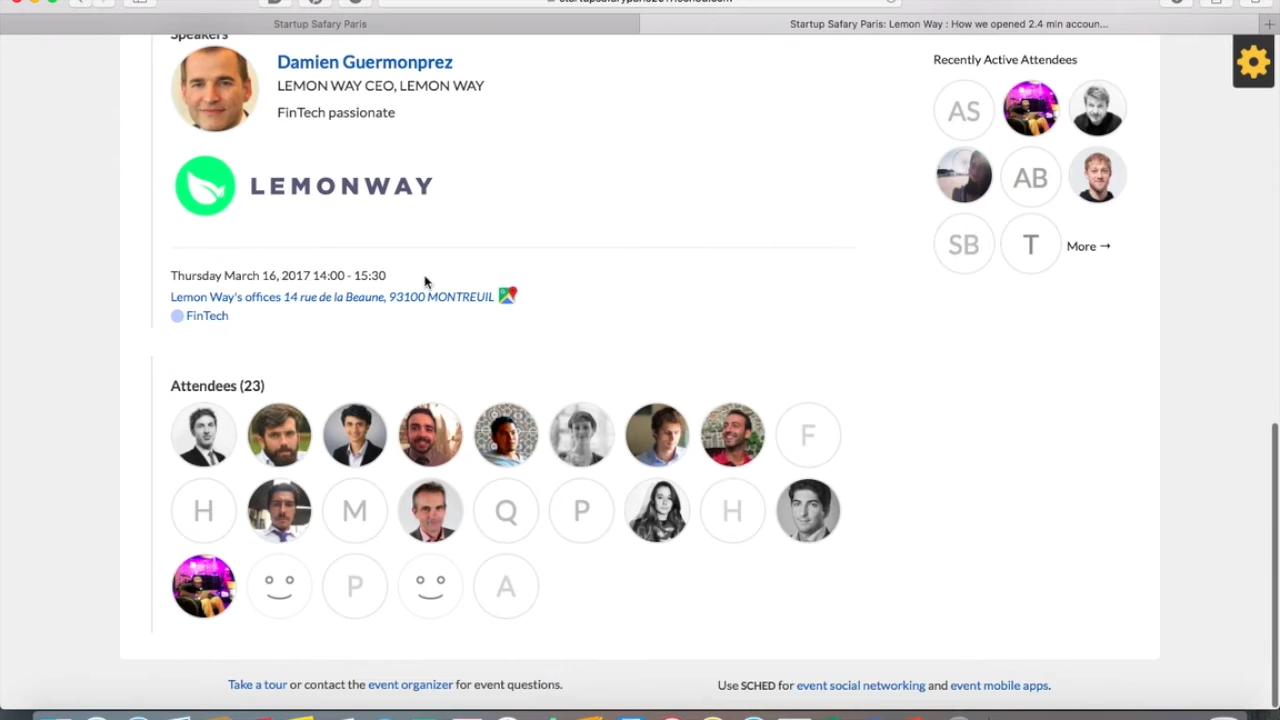 Startup Safary Paris
Startup Safary Paris: Lemon Way : How we opened 2.4 mln accoun...
Speakers
Damien Guermonprez
LEMON WAY CEO, LEMON WAY
FinTech passionate
LEMONWAY
Thursday March 16, 2017 14:00 - 15:30
Lemon Way's offices 14 rue de la Beaune, 93100 MONTREUIL
FinTech
Attendees (23)
F
H M Q P H
P A
Recently Active Attendees
AS
AB
SB T More →
Take a tour or contact the event organizer for event questions.
Use SCHED for event social networking and event mobile apps.